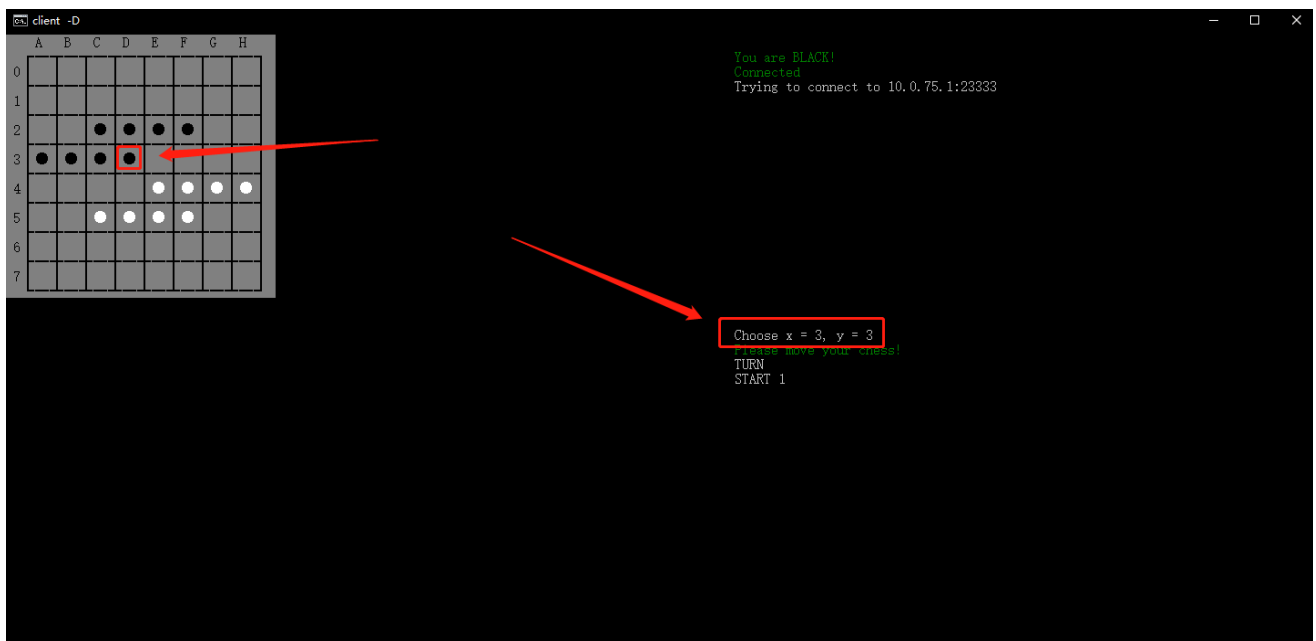 client -D
A B C D E F G H
0
1
2
3
4
5
6
7
You are BLACK!
Connected
Trying to connect to 10.0.75.1:23333
Choose x = 3, y = 3
Please move your chess!
TURN
START 1